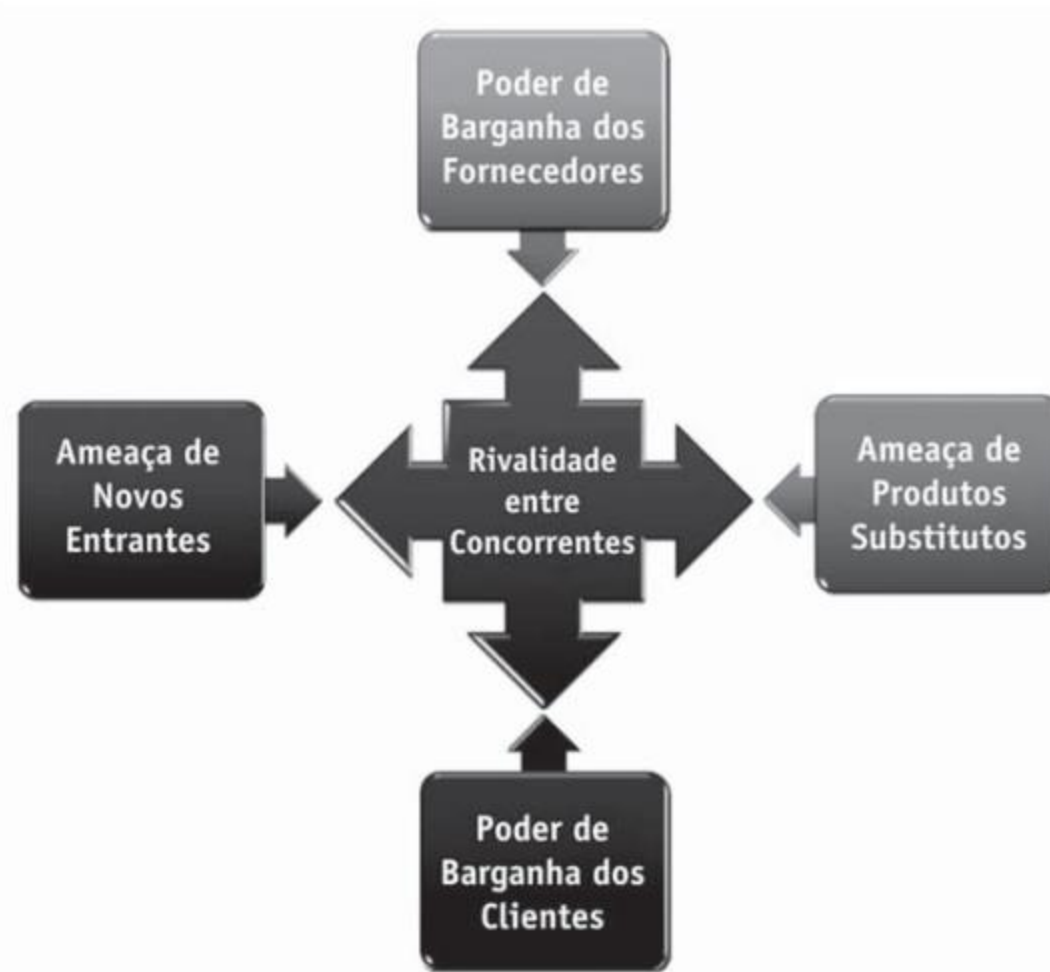 Poder de
Barganha dos
Fornecedores
Ameaça de
Novos
Entrantes
Rivalidade
entre
Concorrentes
Ameaça de
Produtos
Substitutos
Poder de
Barganha dos
Clientes